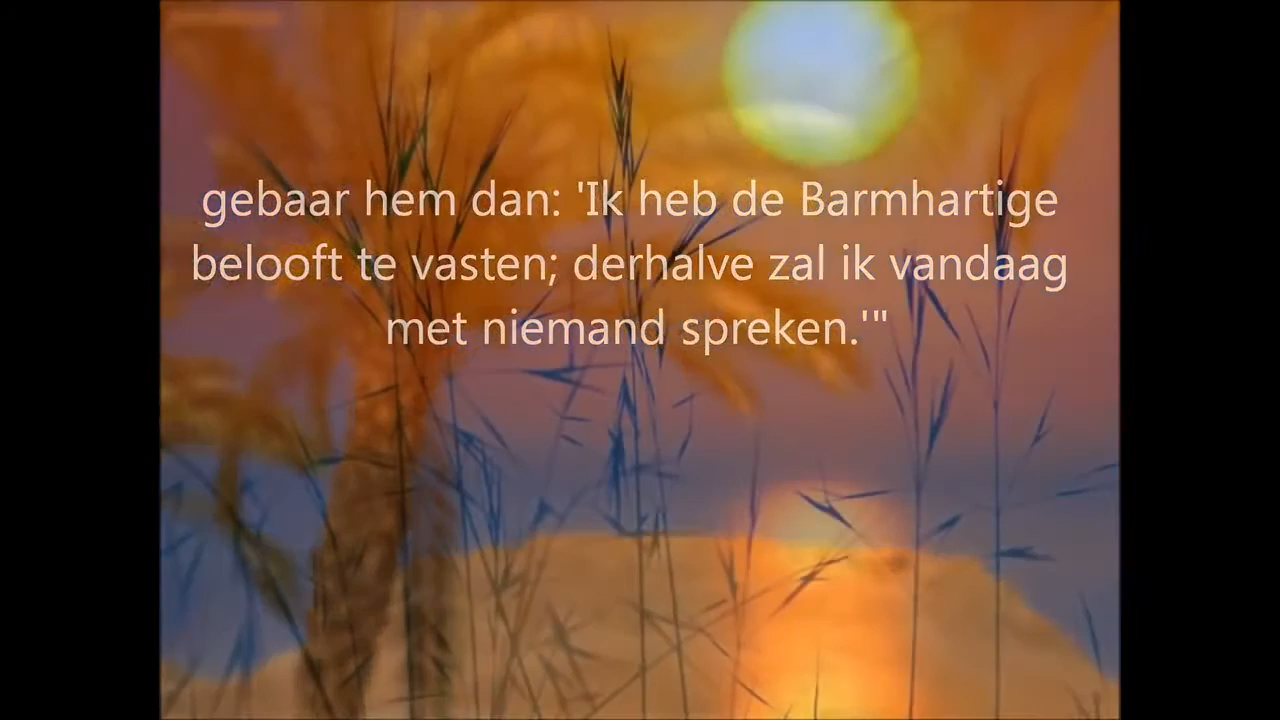 gebaar hem dan: 'Ik heb de Barmhartige
belooft te vasten; derhalve zal ik vandaag
met niemand spreken.'"